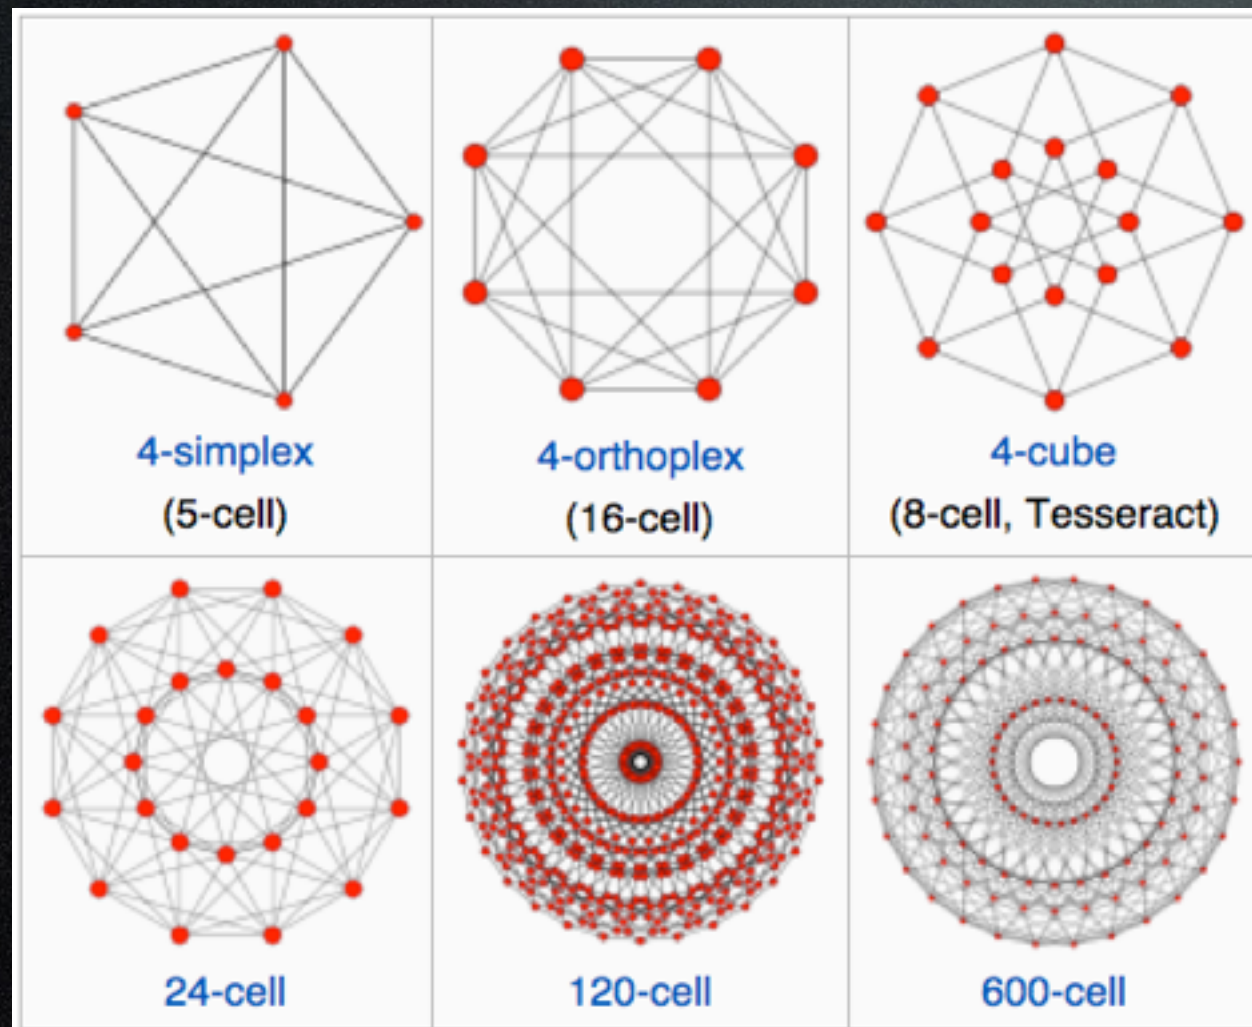 4-simplex
(5-cell)
4-orthoplex
(16-cell)
4-cube
(8-cell, Tesseract)
24-cell
120-cell
600-cell